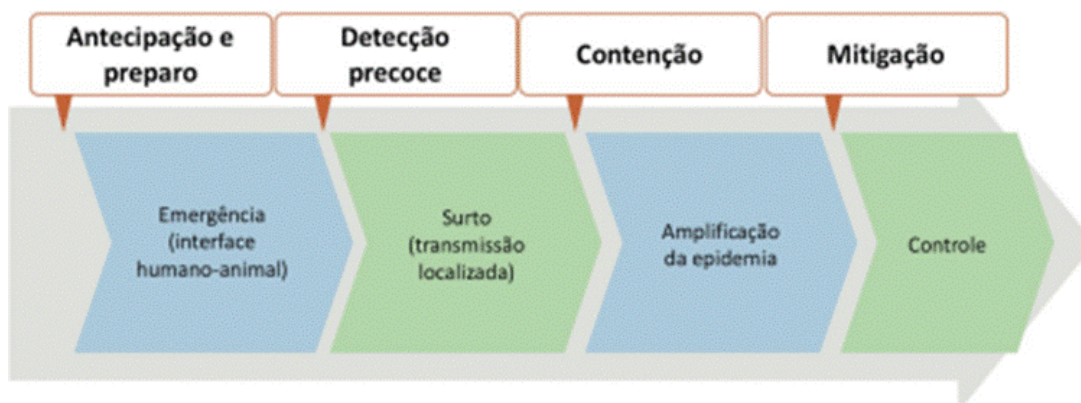 Antecipação e
preparo
Detecção
precoce
Contenção
Mitigação
Emergência
(interface
humano-animal)
Surto
(transmissão
localizada)
Amplificação
da epidemia
Controle